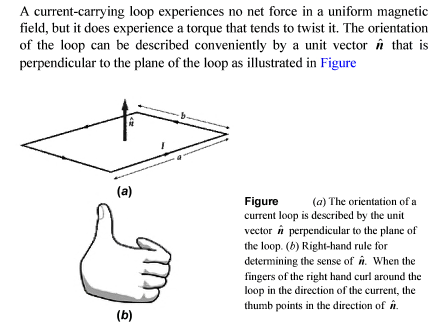 A current-carrying loop experiences no net force in a uniform magnetic
field, but it does experience a torque that tends to twist it. The orientation
of the loop can be described conveniently by a unit vector n̂ that is
perpendicular to the plane of the loop as illustrated in Figure
b
n̂
I
a
(a)
Figure (a) The orientation of a
current loop is described by the unit
vector n̂ perpendicular to the plane of
the loop. (b) Right-hand rule for
determining the sense of n̂. When the
fingers of the right hand curl around the
loop in the direction of the current, the
thumb points in the direction of n̂.
(b)